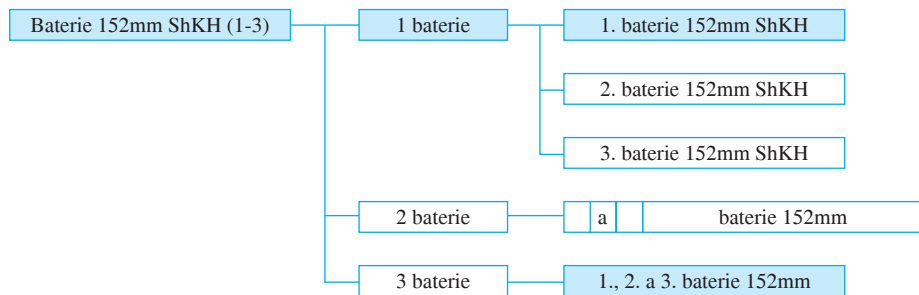 Baterie 152mm ShKH (1-3)
1 baterie
1. baterie 152mm ShKH
2. baterie 152mm ShKH
3. baterie 152mm ShKH
2 baterie
a
baterie 152mm
3 baterie
1., 2. a 3. baterie 152mm